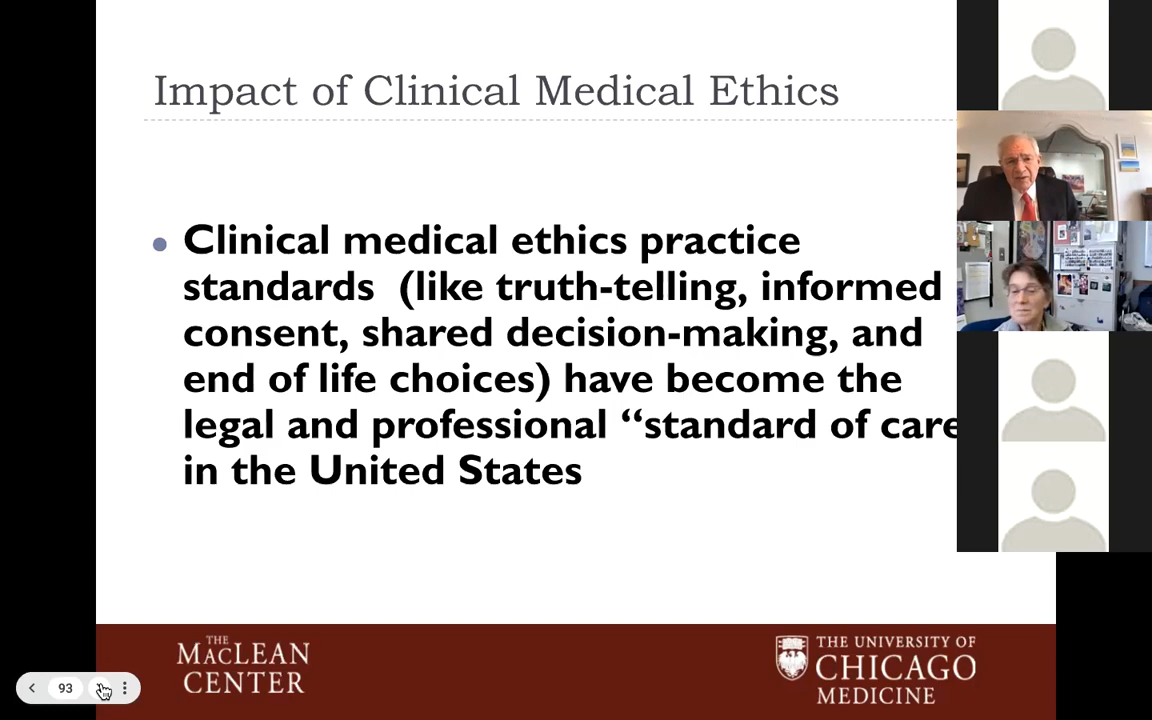 Impact of Clinical Medical Ethics
Clinical medical ethics practice
standards (like truth-telling, informed
consent, shared decision-making, and
end of life choices) have become the
legal and professional “standard of care
in the United States
THE
MACLEAN
CENTER
THE UNIVERSITY OF
CHICAGO
MEDICINE
93